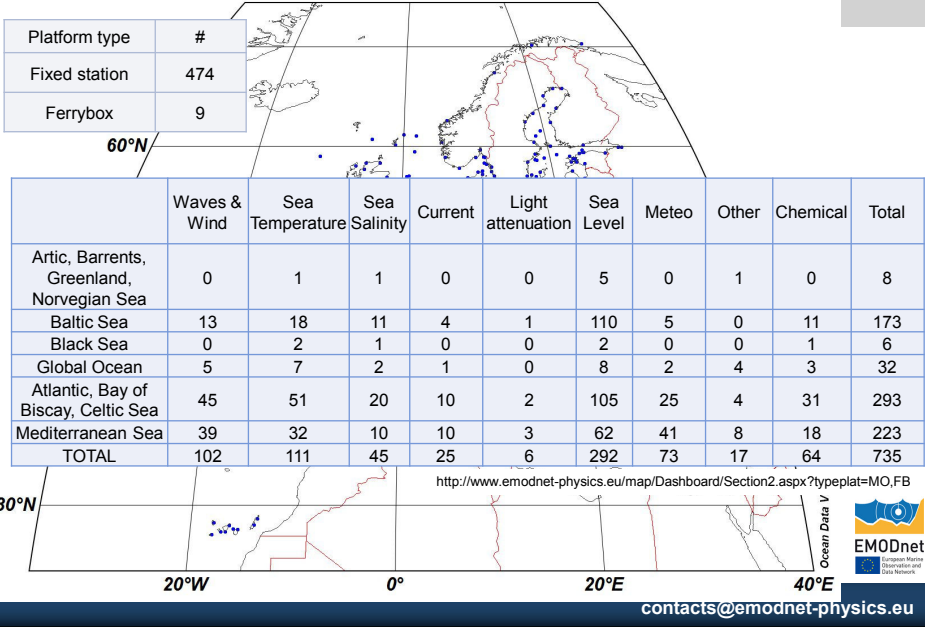 Platform type #
Fixed station 474
Ferrybox 9
60°N
Waves & Wind Sea Temperature Sea Salinity Current Light attenuation Sea Level Meteo Other Chemical Total
Artic, Barrents, Greenland, Norvegian Sea 0 1 1 0 0 5 0 1 0 8
Baltic Sea 13 18 11 4 1 110 5 0 11 173
Black Sea 0 2 1 0 0 2 0 0 1 6
Global Ocean 5 7 2 1 0 8 2 4 3 32
Atlantic, Bay of Biscay, Celtic Sea 45 51 20 10 2 105 25 4 31 293
Mediterranean Sea 39 32 10 10 3 62 41 8 18 223
TOTAL 102 111 45 25 6 292 73 17 64 735
http://www.emodnet-physics.eu/map/Dashboard/Section2.aspx?typeplat=MO,FB
30°N
Ocean Data V
EMODnet
European Marine
Observation and
Data Network
20°W 0° 20°E 40°E
contacts@emodnet-physics.eu